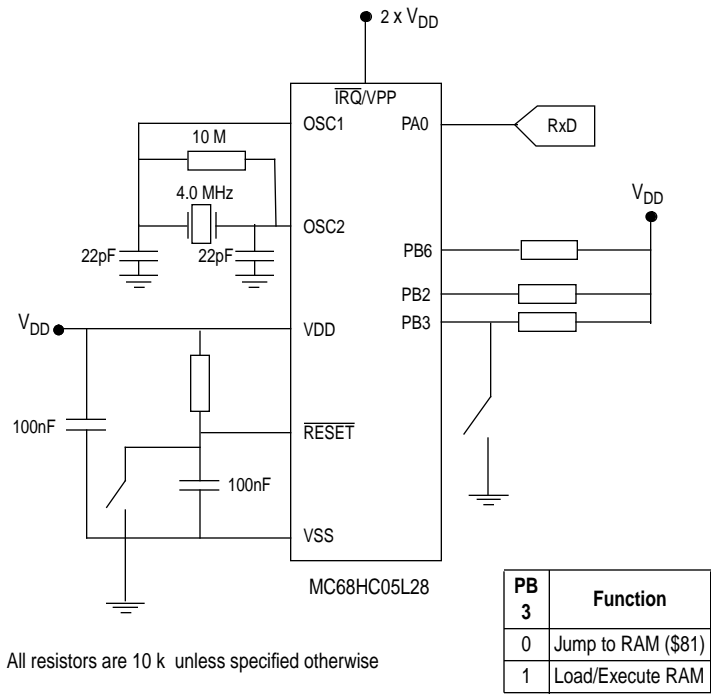 2 x VDD
IRQ/VPP
OSC1
PA0
RxD
10 M
4.0 MHz
VDD
OSC2
22pF
22pF
PB6
PB2
VDD
VDD
PB3
100nF
RESET
100nF
VSS
MC68HC05L28
PB 3 Function
0 Jump to RAM ($81)
1 Load/Execute RAM
All resistors are 10 k unless specified otherwise